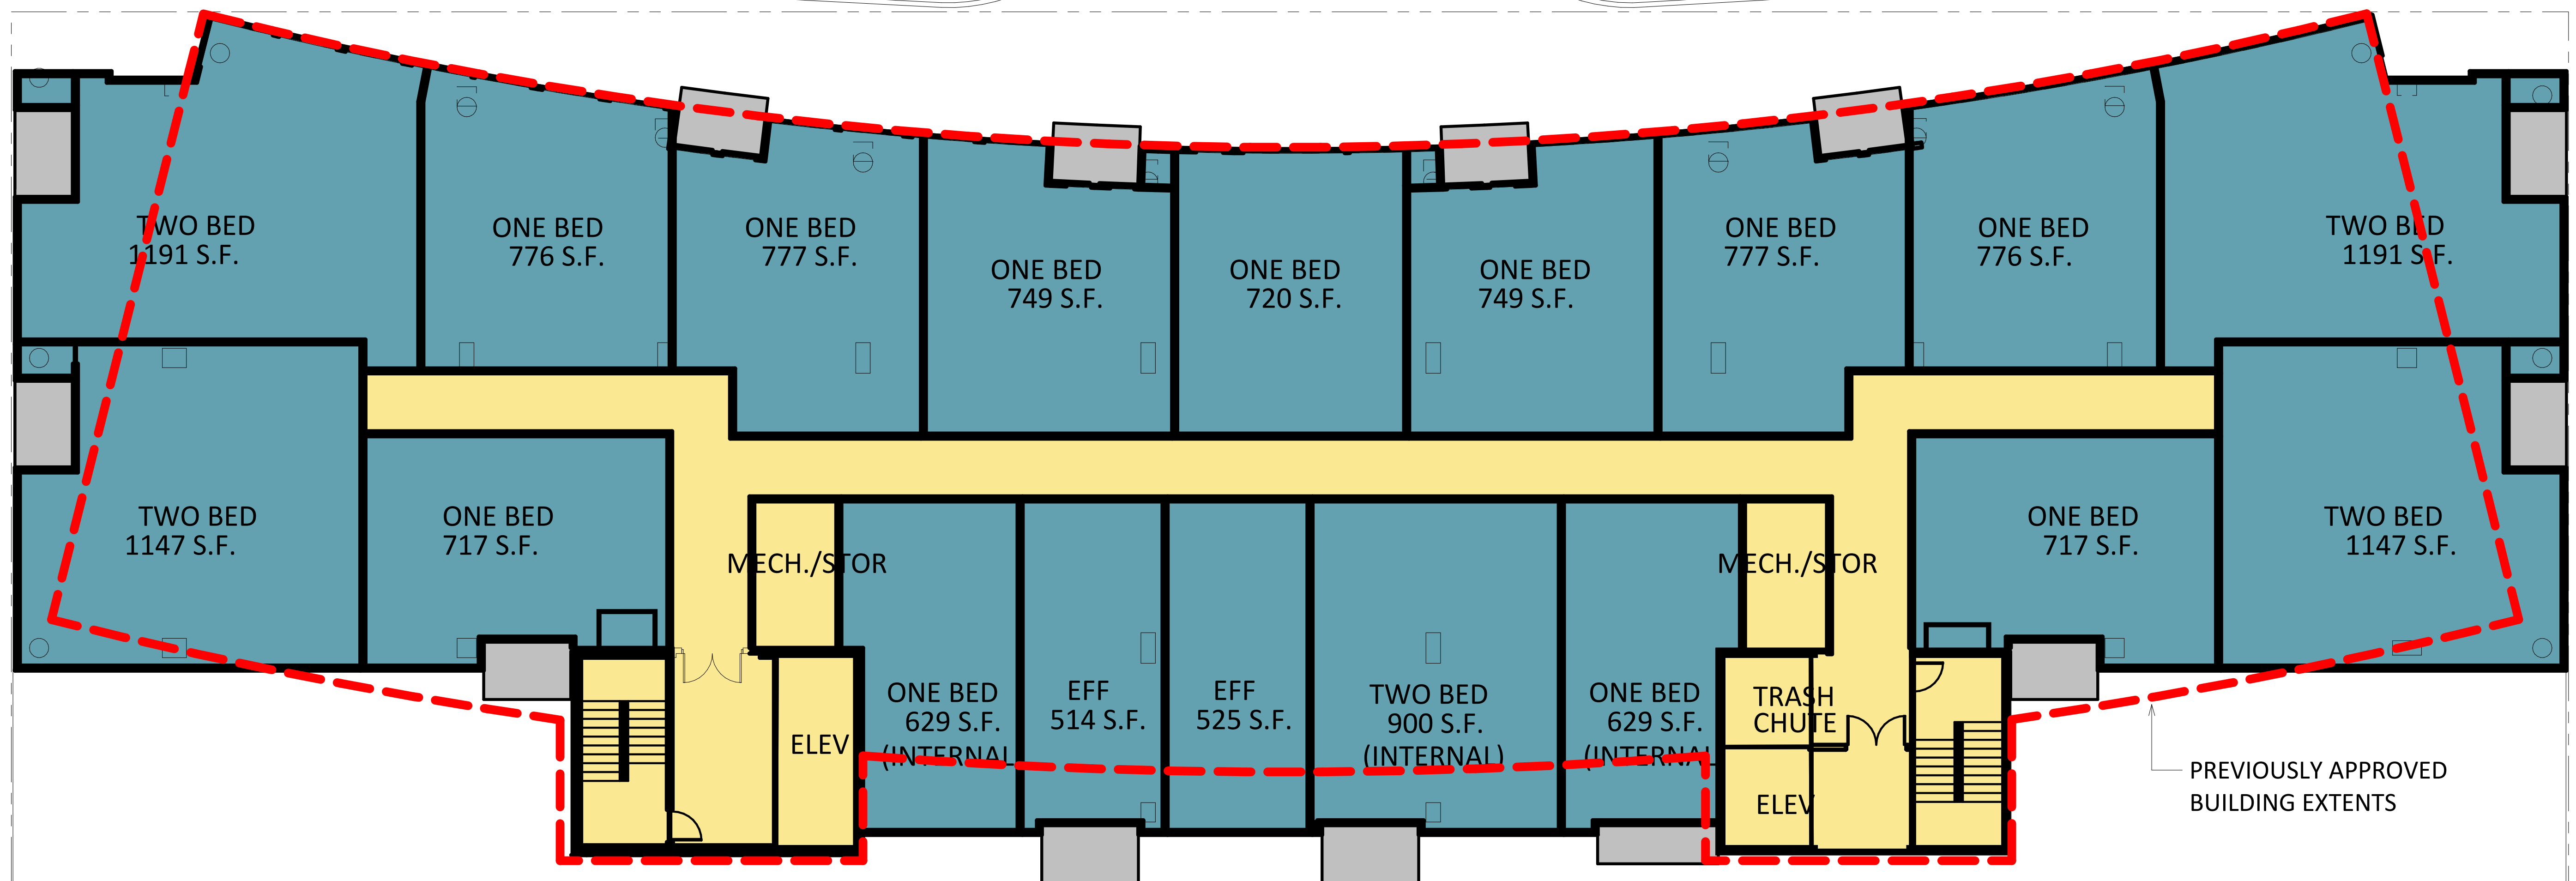 TWO BED
1191 S.F.
ONE BED
776 S.F.
ONE BED
777 S.F.
ONE BED
749 S.F.
ONE BED
720 S.F.
ONE BED
749 S.F.
ONE BED
777 S.F.
ONE BED
776 S.F.
TWO BED
1191 S.F.
TWO BED
1147 S.F.
ONE BED
717 S.F.
MECH./STOR
MECH./STOR
ONE BED
717 S.F.
TWO BED
1147 S.F.
ELEV
ONE BED
629 S.F.
(INTERNAL
EFF
514 S.F.
EFF
525 S.F.
TWO BED
900 S.F.
(INTERNAL)
ONE BED
629 S.F.
(INTERNAL
TRASH
CHUTE
ELEV
PREVIOUSLY APPROVED
BUILDING EXTENTS